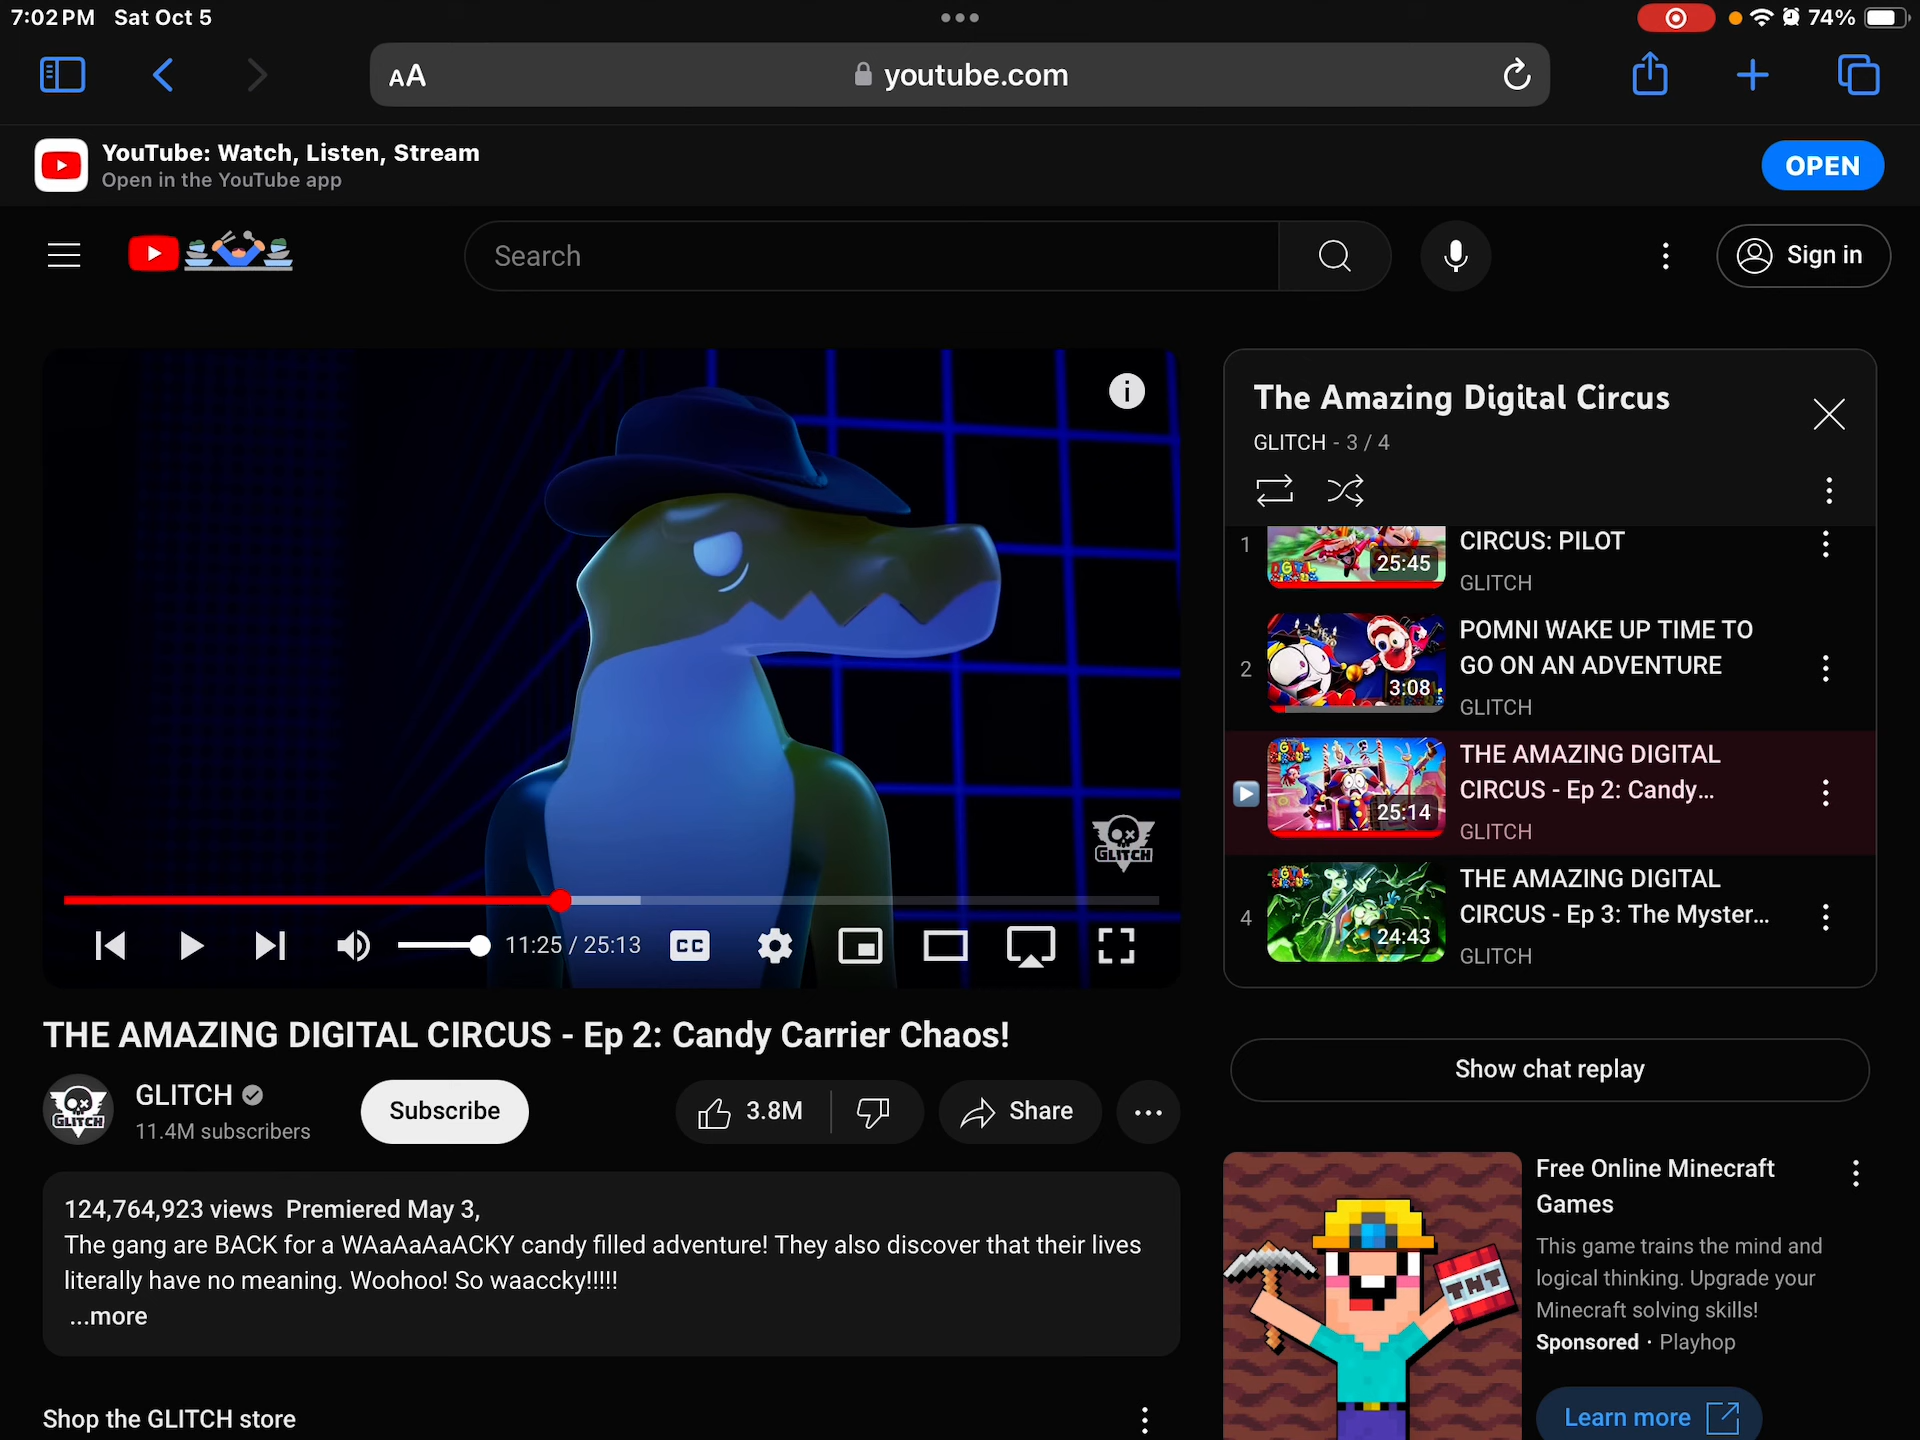 7:02 PM Sat Oct 5
74%
AA
youtube.com
YouTube: Watch, Listen, Stream
Open in the YouTube app
OPEN
Search
Sign in
GLITCH
11:25 / 25:13
CC
The Amazing Digital Circus
GLITCH - 3 / 4
1
25:45
CIRCUS: PILOT
GLITCH
2
3:08
POMNI WAKE UP TIME TO
GO ON AN ADVENTURE
GLITCH
25:14
THE AMAZING DIGITAL
CIRCUS - Ep 2: Candy...
GLITCH
4
24:43
THE AMAZING DIGITAL
CIRCUS - Ep 3: The Myster...
GLITCH
THE AMAZING DIGITAL CIRCUS - Ep 2: Candy Carrier Chaos!
GLITCH
GLITCH
11.4M subscribers
Subscribe
3.8M
Share
124,764,923 views Premiered May 3,
The gang are BACK for a WAaAaAaACKY candy filled adventure! They also discover that their lives
literally have no meaning. Woohoo! So waaccky!!!!!
...more
Shop the GLITCH store
Show chat replay
TNT
Free Online Minecraft
Games
This game trains the mind and
logical thinking. Upgrade your
Minecraft solving skills!
Sponsored · Playhop
Learn more